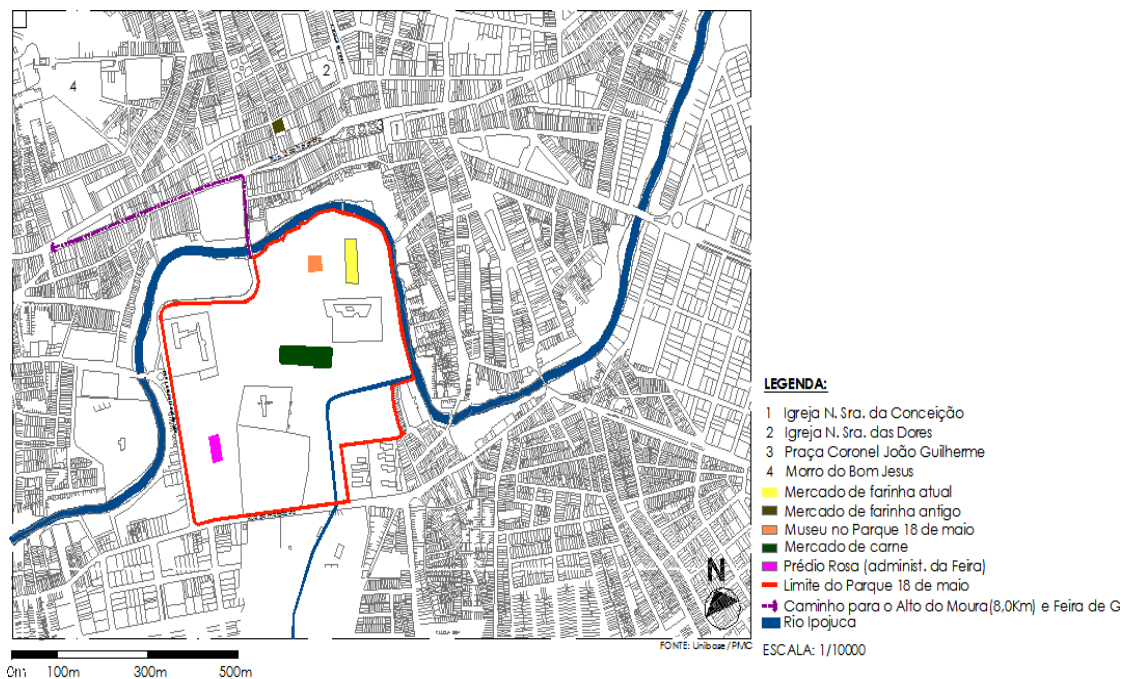 4
2
3
1
LEGENDA:
1 Igreja N. Sra. da Conceição
2 Igreja N. Sra. das Dores
3 Praça Coronel João Guilherme
4 Morro do Bom Jesus
Mercado de farinha atual
Mercado de farinha antigo
Museu no Parque 18 de maio
Mercado de carne
Prédio Rosa (administ. da Feira)
Limite do Parque 18 de maio
Caminho para o Alto do Moura(8,0Km) e Feira de G
Rio Ipojuca
N
FONTE: Unibase/PMC
ESCALA: 1/10000
0m 100m 300m 500m